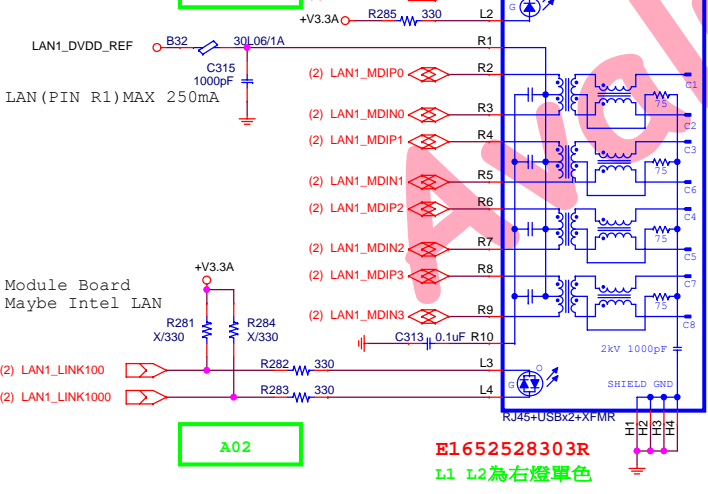 +V3.3A R285 330 L2 G
LAN1_DVDD_REF B32 30L06/1A R1
C315
1000pF
(2) LAN1_MDIP0 R2 C1
LAN(PIN R1)MAX 250mA
75
(2) LAN1_MDIN0 R3 C2
(2) LAN1_MDIP1 R4 C3
75
(2) LAN1_MDIN1 R5 C6
(2) LAN1_MDIP2 R6 C4
75
(2) LAN1_MDIN2 R7 C5
+V3.3A
(2) LAN1_MDIP3 R8 C7
Module Board
Maybe Intel LAN
75
(2) LAN1_MDIN3 R9 C8
R281 R284
X/330 X/330
C313 0.1uF R10
2kV 1000pF
(2) LAN1_LINK100 R282 330 L3
G O
SHIELD GND
(2) LAN1_LINK1000 R283 330 L4
RJ45+USBx2+XFMR
H1 H2 H3 H4
A02
E1652528303R
L1 L2為右燈單色
Aval